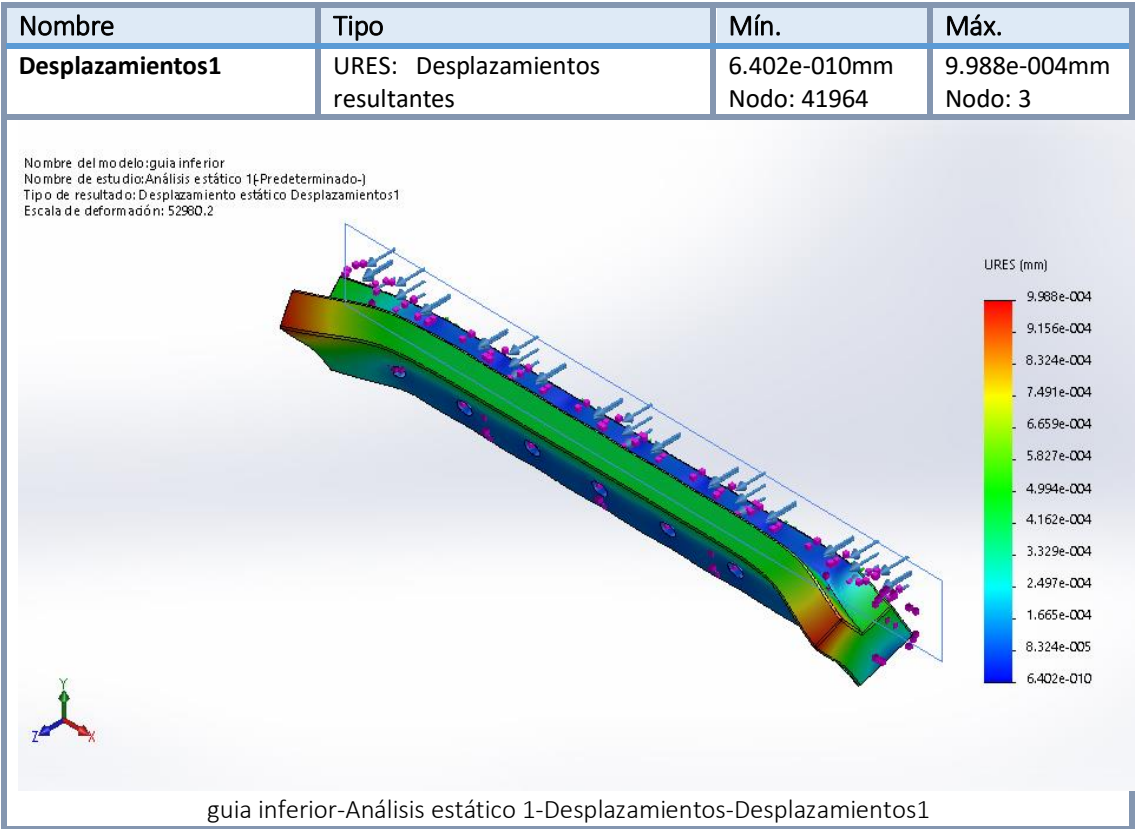 Nombre Tipo Mín. Máx.
Desplazamientos1 URES: Desplazamientos 6.402e-010mm 9.988e-004mm
resultantes Nodo: 41964 Nodo: 3
Nombre del modelo:guia inferior
Nombre de estudio:Análisis estático 1(-Predeterminado-)
Tipo de resultado: Desplazamiento estático Desplazamientos1
Escala de deformación: 52980.2
URES (mm)
9.988e-004
9.156e-004
8.324e-004
7.491e-004
6.659e-004
5.827e-004
4.994e-004
4.162e-004
3.329e-004
2.497e-004
1.665e-004
8.324e-005
6.402e-010
Y
Z X
guia inferior-Análisis estático 1-Desplazamientos-Desplazamientos1